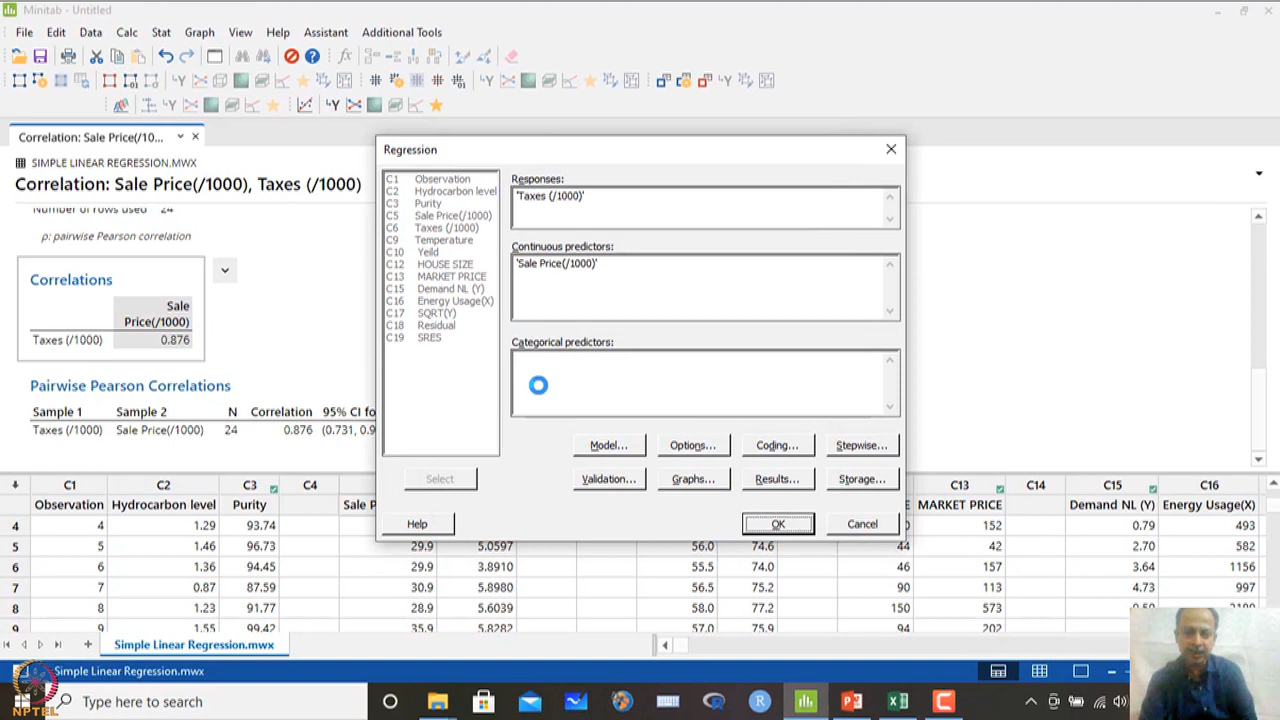 Minitab - Untitled
File Edit Data Calc Stat Graph View Help Assistant Additional Tools
Correlation: Sale Price(/10...
SIMPLE LINEAR REGRESSION.MWX
Correlation: Sale Price(/1000), Taxes (/1000)
Number of rows used 24
ρ: pairwise Pearson correlation
Correlations
Sale
Price(/1000)
Taxes (/1000) 0.876
Pairwise Pearson Correlations
Sample 1 Sample 2 N Correlation 95% CI fo
Taxes (/1000) Sale Price(/1000) 24 0.876 (0.731, 0.9
Regression
C1 Observation
C2 Hydrocarbon level
C3 Purity
C5 Sale Price(/1000)
C6 Taxes (/1000)
C9 Temperature
C10 Yeild
C12 HOUSE SIZE
C13 MARKET PRICE
C15 Demand NL (Y)
C16 Energy Usage(X)
C17 SQRT(Y)
C18 Residual
C19 SRES
Responses:
'Taxes (/1000)'
Continuous predictors:
'Sale Price(/1000)'
Categorical predictors:
Model... Options... Coding... Stepwise...
Select Validation... Graphs... Results... Storage...
Help OK Cancel
C1 C2 C3 C4 C13 C14 C15 C16
Observation Hydrocarbon level Purity Sale P E MARKET PRICE Demand NL (Y) Energy Usage(X)
4 4 1.29 93.74 0 152 0.79 493
5 5 1.46 96.73 29.9 5.0597 56.0 74.6 44 42 2.70 582
6 6 1.36 94.45 29.9 3.8910 55.5 74.0 46 157 3.64 1156
7 7 0.87 87.59 30.9 5.8980 56.5 75.2 90 113 4.73 997
8 8 1.23 91.77 28.9 5.6039 58.0 77.2 150 573
9 9 1.55 99.42 35.9 5.8282 57.0 75.9 94 202
Simple Linear Regression.mwx
Simple Linear Regression.mwx
Type here to search
NPTEL